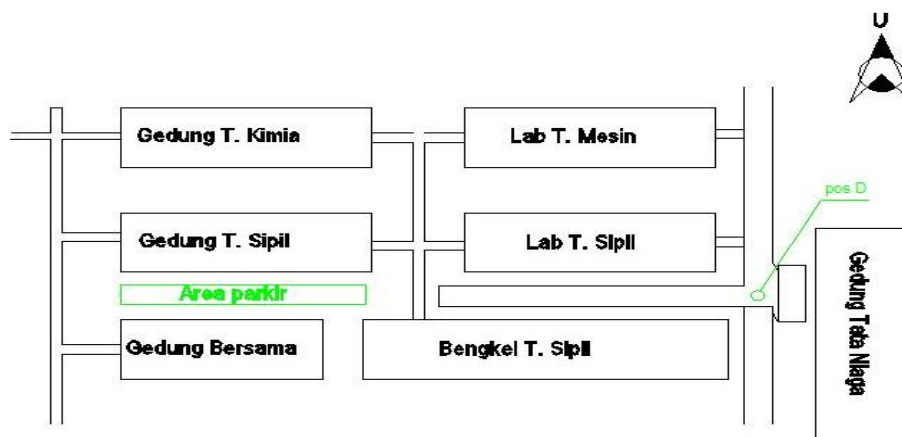 U
Gedung T. Kimia
Lab T. Mesin
pos D
Gedung T. Sipil
Lab T. Sipil
Area parkir
Gedung Bersama
Bengkel T. Sipil
Gedung Tata Niaga